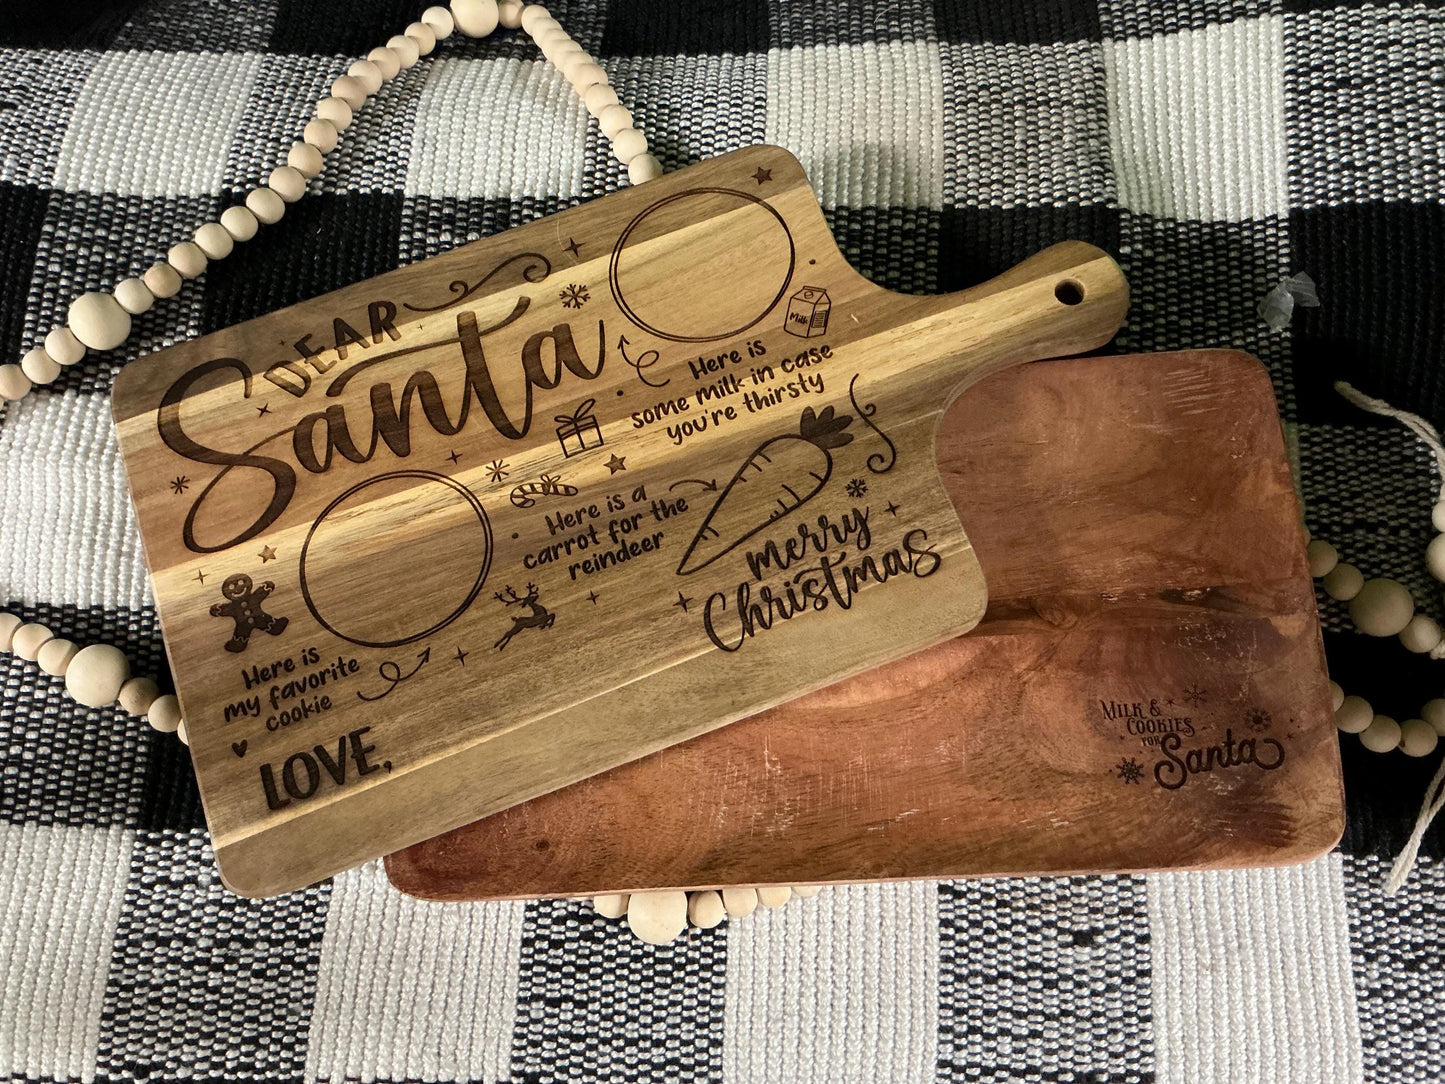 DEAR
Santa
Milk
Here is
some milk in case
you're thirsty
Here is a
carrot for the
reindeer
merry
Christmas
Here is
my favorite
cookie
LOVE,
MILK &
COOKIES
FOR
Santa